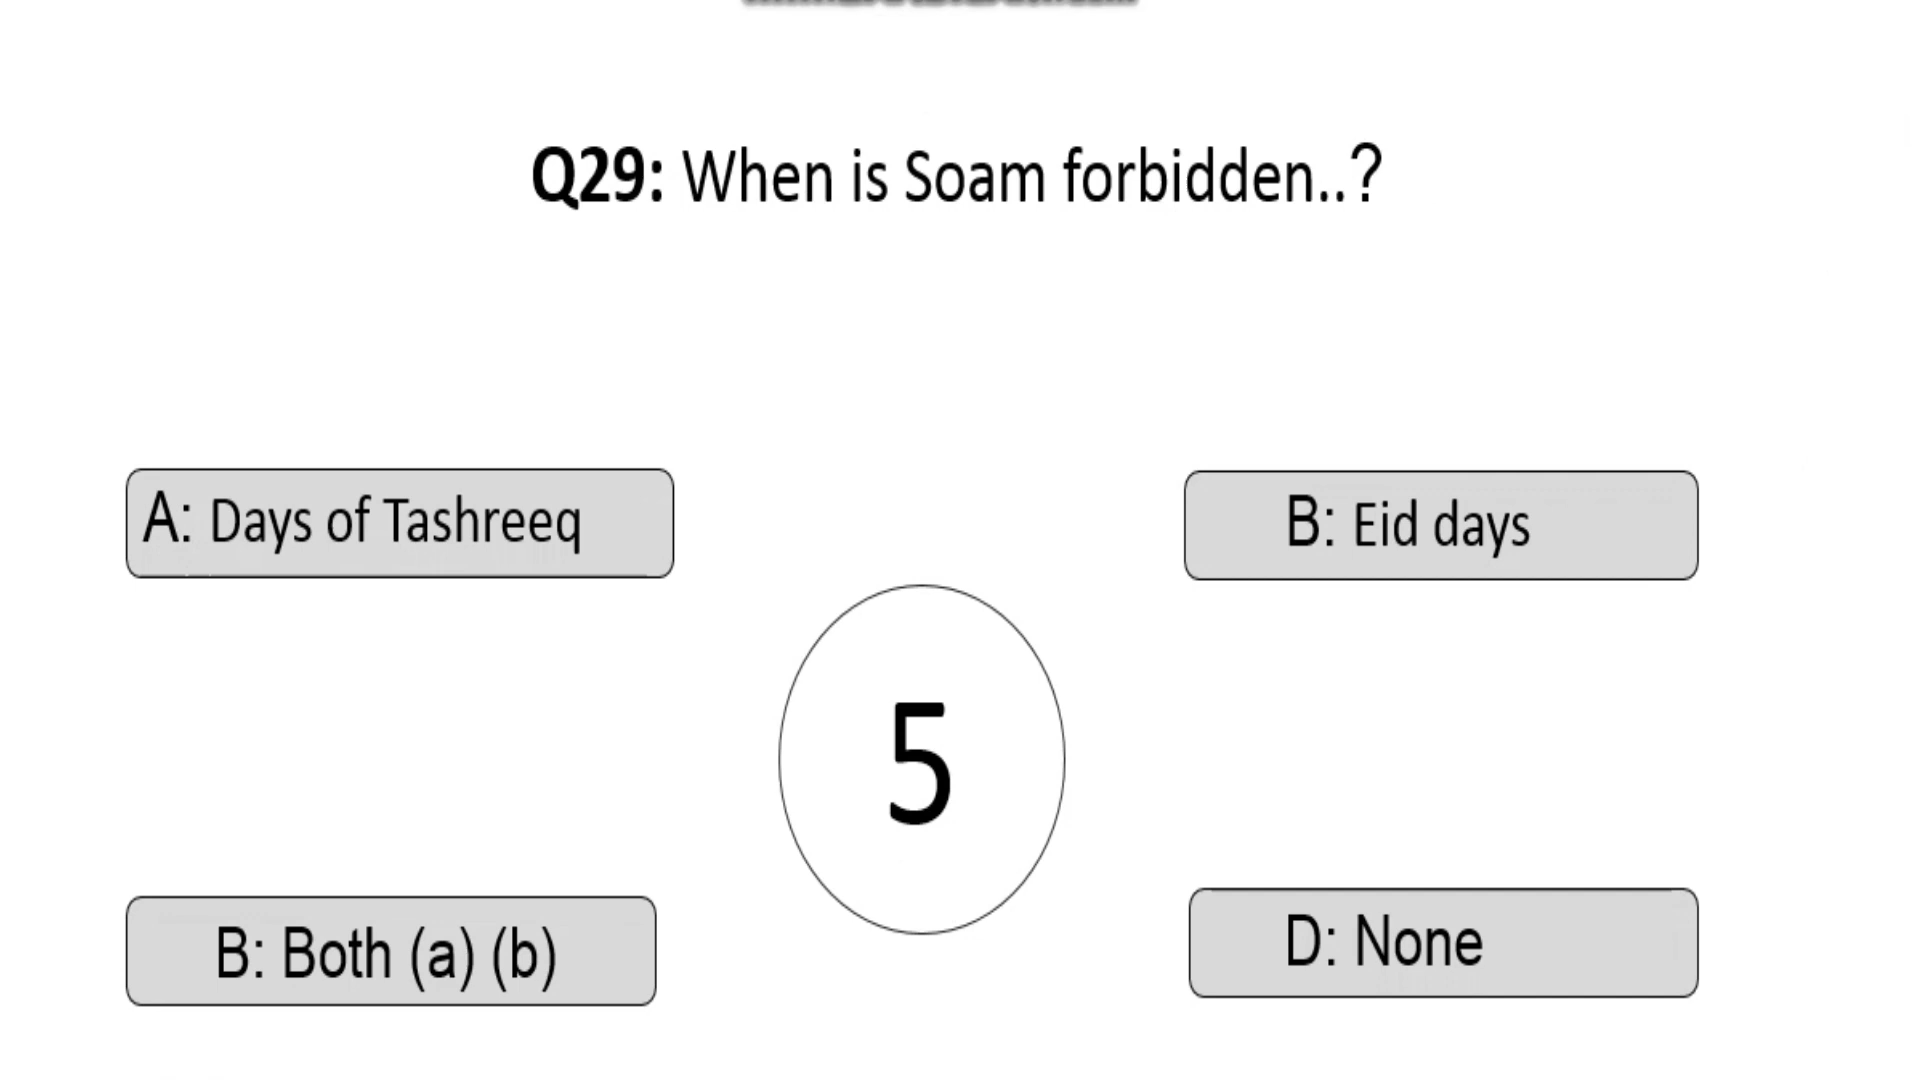 Q29: When is Soam forbidden..?
A: Days of Tashreeq
B: Eid days
5
B: Both (a) (b)
D: None